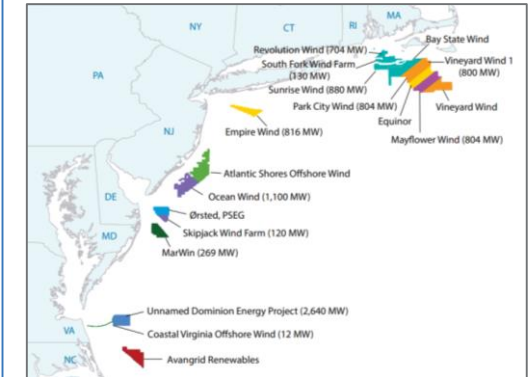 NY
CT
RI
MA
Bay State Wind
Revolution Wind (704 MW)
South Fork Wind Farm
(130 MW)
Vineyard Wind 1
(800 MW)
Sunrise Wind (880 MW)
PA
Park City Wind (804 MW)
Vineyard Wind
Equinor
Mayflower Wind (804 MW)
NJ
Empire Wind (816 MW)
Atlantic Shores Offshore Wind
DE
Ocean Wind (1,100 MW)
Ørsted, PSEG
MD
Skipjack Wind Farm (120 MW)
MarWin (269 MW)
Unnamed Dominion Energy Project (2,640 MW)
VA
Coastal Virginia Offshore Wind (12 MW)
NC
Avangrid Renewables